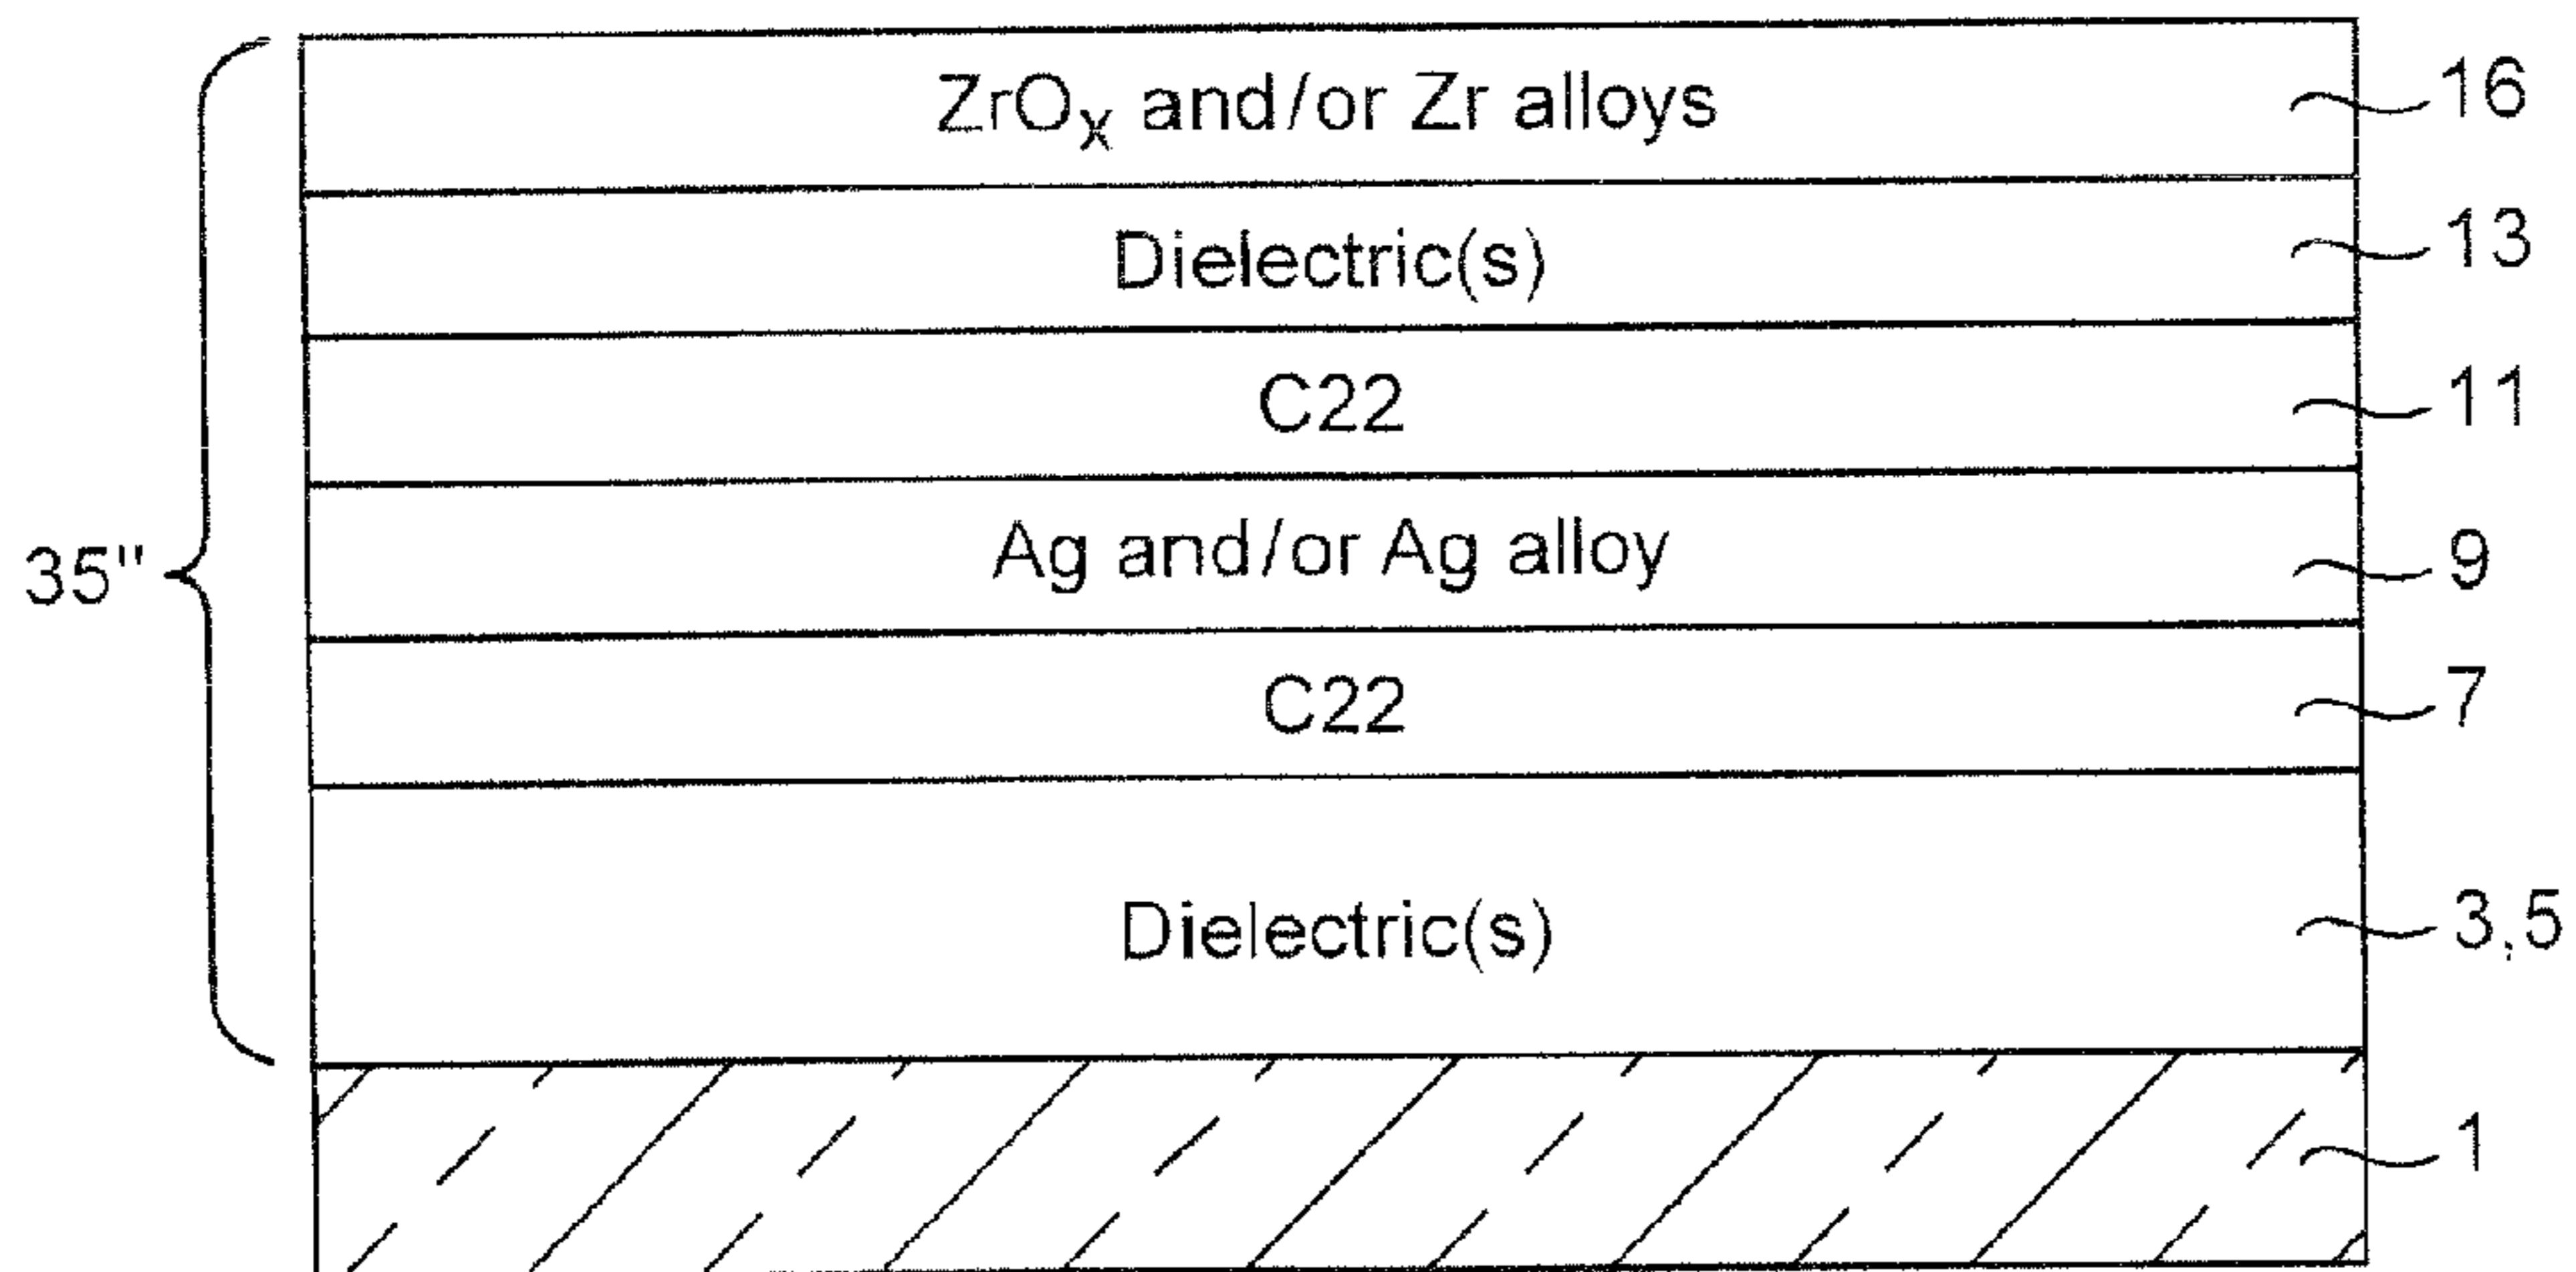 ZrOx and/or Zr alloys 16
Dielectric(s) 13
C22 11
Ag and/or Ag alloy 9
35"
C22 7
Dielectric(s) 3,5
1